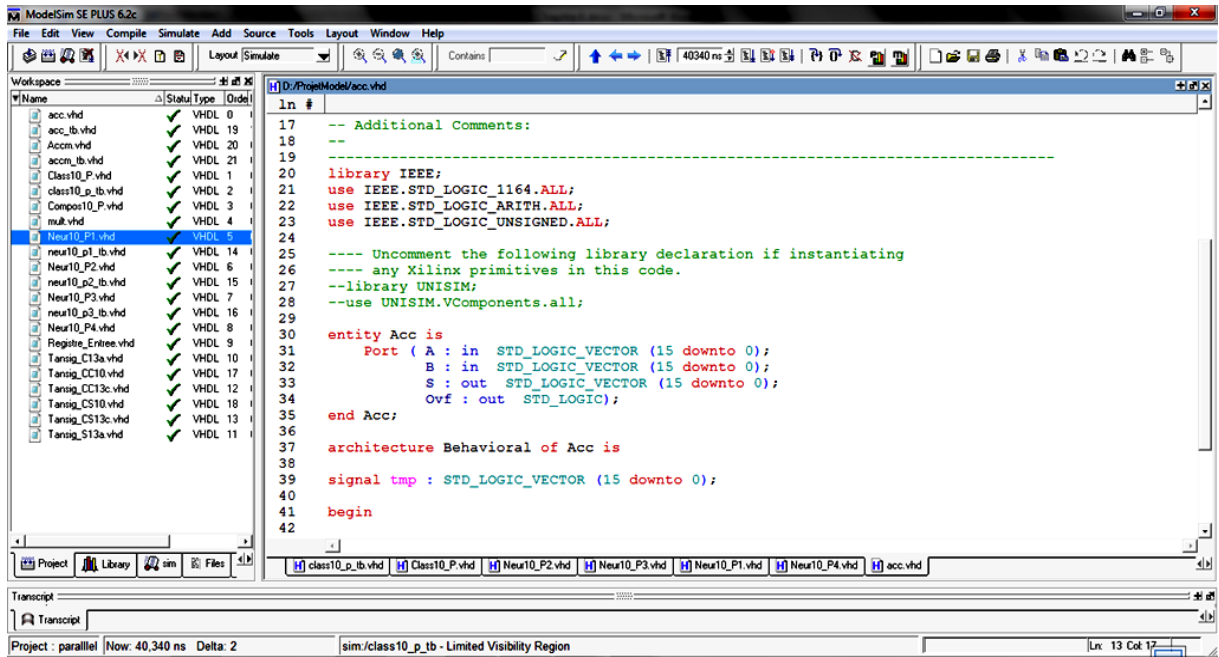 ModelSim SE PLUS 6.2c
File Edit View Compile Simulate Add Source Tools Layout Window Help
Layout Simulate Contains 40340 ns
Workspace
Name Statu Type Orde
acc.vhd VHDL 0
acc_tb.vhd VHDL 19
Accm.vhd VHDL 20
accm_tb.vhd VHDL 21
Class10_P.vhd VHDL 1
class10_p_tb.vhd VHDL 2
Compos10_P.vhd VHDL 3
mult.vhd VHDL 4
Neur10_P1.vhd VHDL 5
neur10_p1_tb.vhd VHDL 14
Neur10_P2.vhd VHDL 6
neur10_p2_tb.vhd VHDL 15
Neur10_P3.vhd VHDL 7
neur10_p3_tb.vhd VHDL 16
Neur10_P4.vhd VHDL 8
Registre_Entree.vhd VHDL 9
Tansig_C13a.vhd VHDL 10
Tansig_CC10.vhd VHDL 17
Tansig_CC13c.vhd VHDL 12
Tansig_CS10.vhd VHDL 18
Tansig_CS13c.vhd VHDL 13
Tansig_S13a.vhd VHDL 11
Project Library sim Files
D:/ProjetModel/acc.vhd
ln #
17 -- Additional Comments:
18 --
19 ----------------------------------------------------------------------------------
20 library IEEE;
21 use IEEE.STD_LOGIC_1164.ALL;
22 use IEEE.STD_LOGIC_ARITH.ALL;
23 use IEEE.STD_LOGIC_UNSIGNED.ALL;
24
25 ---- Uncomment the following library declaration if instantiating
26 ---- any Xilinx primitives in this code.
27 --library UNISIM;
28 --use UNISIM.VComponents.all;
29
30 entity Acc is
31 Port ( A : in STD_LOGIC_VECTOR (15 downto 0);
32 B : in STD_LOGIC_VECTOR (15 downto 0);
33 S : out STD_LOGIC_VECTOR (15 downto 0);
34 Ovf : out STD_LOGIC);
35 end Acc;
36
37 architecture Behavioral of Acc is
38
39 signal tmp : STD_LOGIC_VECTOR (15 downto 0);
40
41 begin
42
class10_p_tb.vhd Class10_P.vhd Neur10_P2.vhd Neur10_P3.vhd Neur10_P1.vhd Neur10_P4.vhd acc.vhd
Transcript
Transcript
Project : paralllel Now: 40,340 ns Delta: 2 sim:/class10_p_tb - Limited Visibility Region Ln: 13 Col: 17